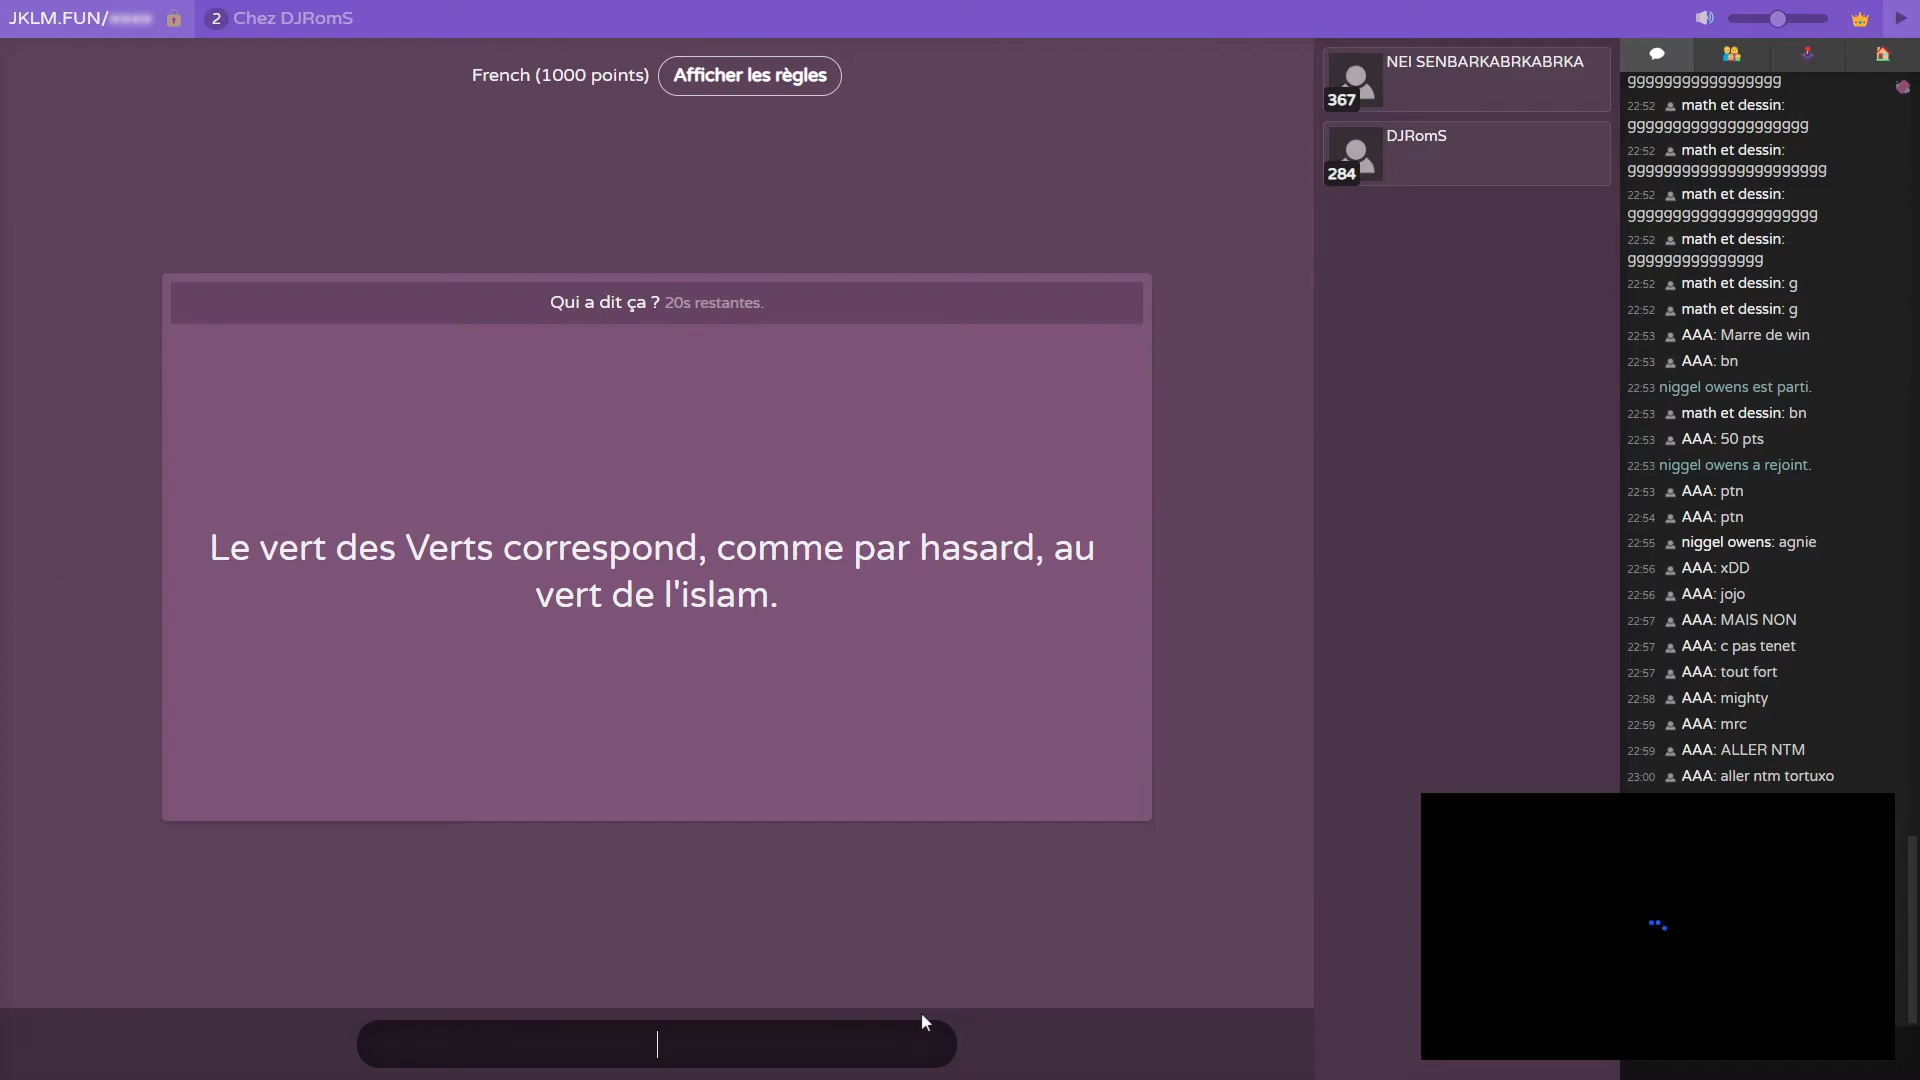 JKLM.FUN/
2 Chez DJRomS
French (1000 points) Afficher les règles
Qui a dit ça ? 20s restantes.
Le vert des Verts correspond, comme par hasard, au
vert de l'islam.
NEI SENBARKABRKABRKA
367
DJRomS
284
ggggggggggggggggg
22:52 math et dessin:
gggggggggggggggggggg
22:52 math et dessin:
gggggggggggggggggggggg
22:52 math et dessin:
ggggggggggggggggggggg
22:52 math et dessin:
ggggggggggggggg
22:52 math et dessin: g
22:52 math et dessin: g
22:53 AAA: Marre de win
22:53 AAA: bn
22:53 niggel owens est parti.
22:53 math et dessin: bn
22:53 AAA: 50 pts
22:53 niggel owens a rejoint.
22:53 AAA: ptn
22:54 AAA: ptn
22:55 niggel owens: agnie
22:56 AAA: xDD
22:56 AAA: jojo
22:57 AAA: MAIS NON
22:57 AAA: c pas tenet
22:57 AAA: tout fort
22:58 AAA: mighty
22:59 AAA: mrc
22:59 AAA: ALLER NTM
23:00 AAA: aller ntm tortuxo